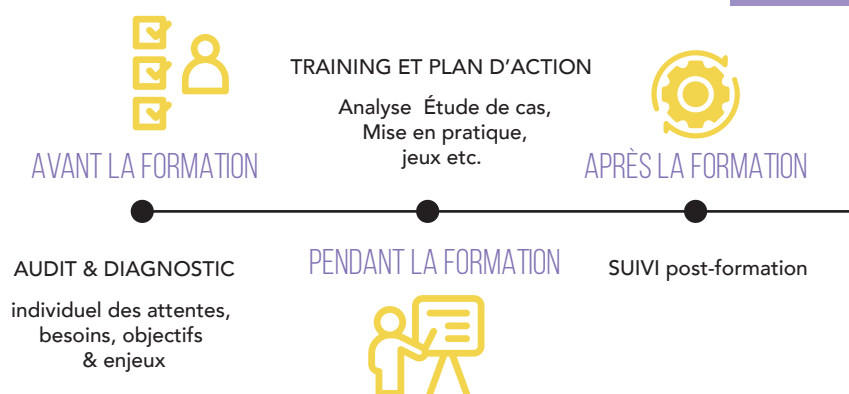 AVANT LA FORMATION
AUDIT & DIAGNOSTIC
individuel des attentes,
besoins, objectifs
& enjeux
TRAINING ET PLAN D’ACTION
Analyse Étude de cas,
Mise en pratique,
jeux etc.
PENDANT LA FORMATION
APRÈS LA FORMATION
SUIVI post-formation